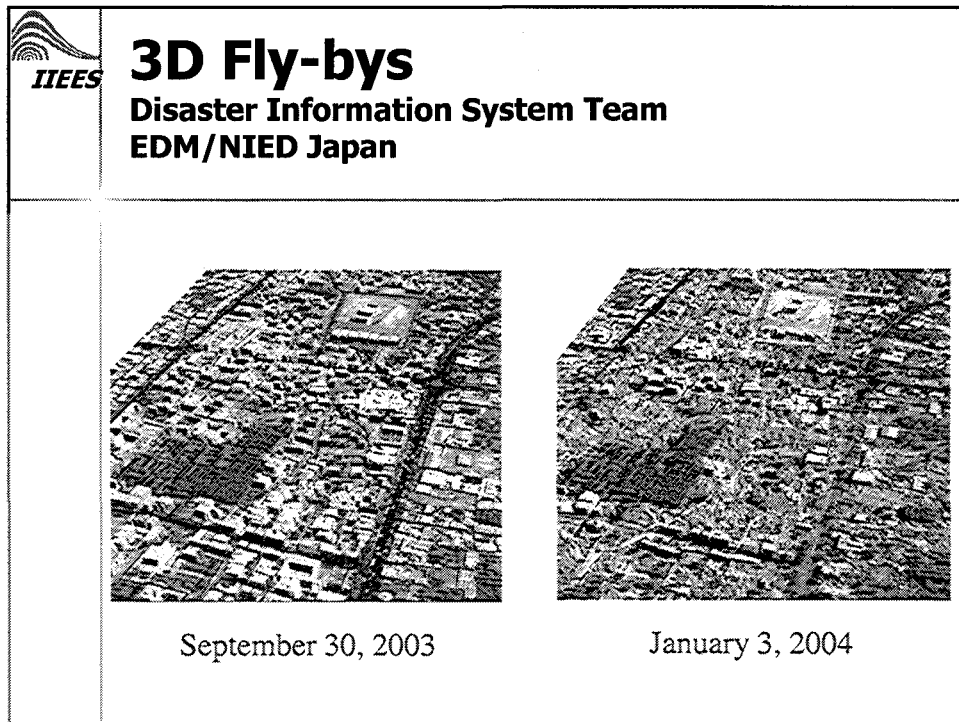 IIEES
3D Fly-bys
Disaster Information System Team
EDM/NIED Japan
September 30, 2003
January 3, 2004